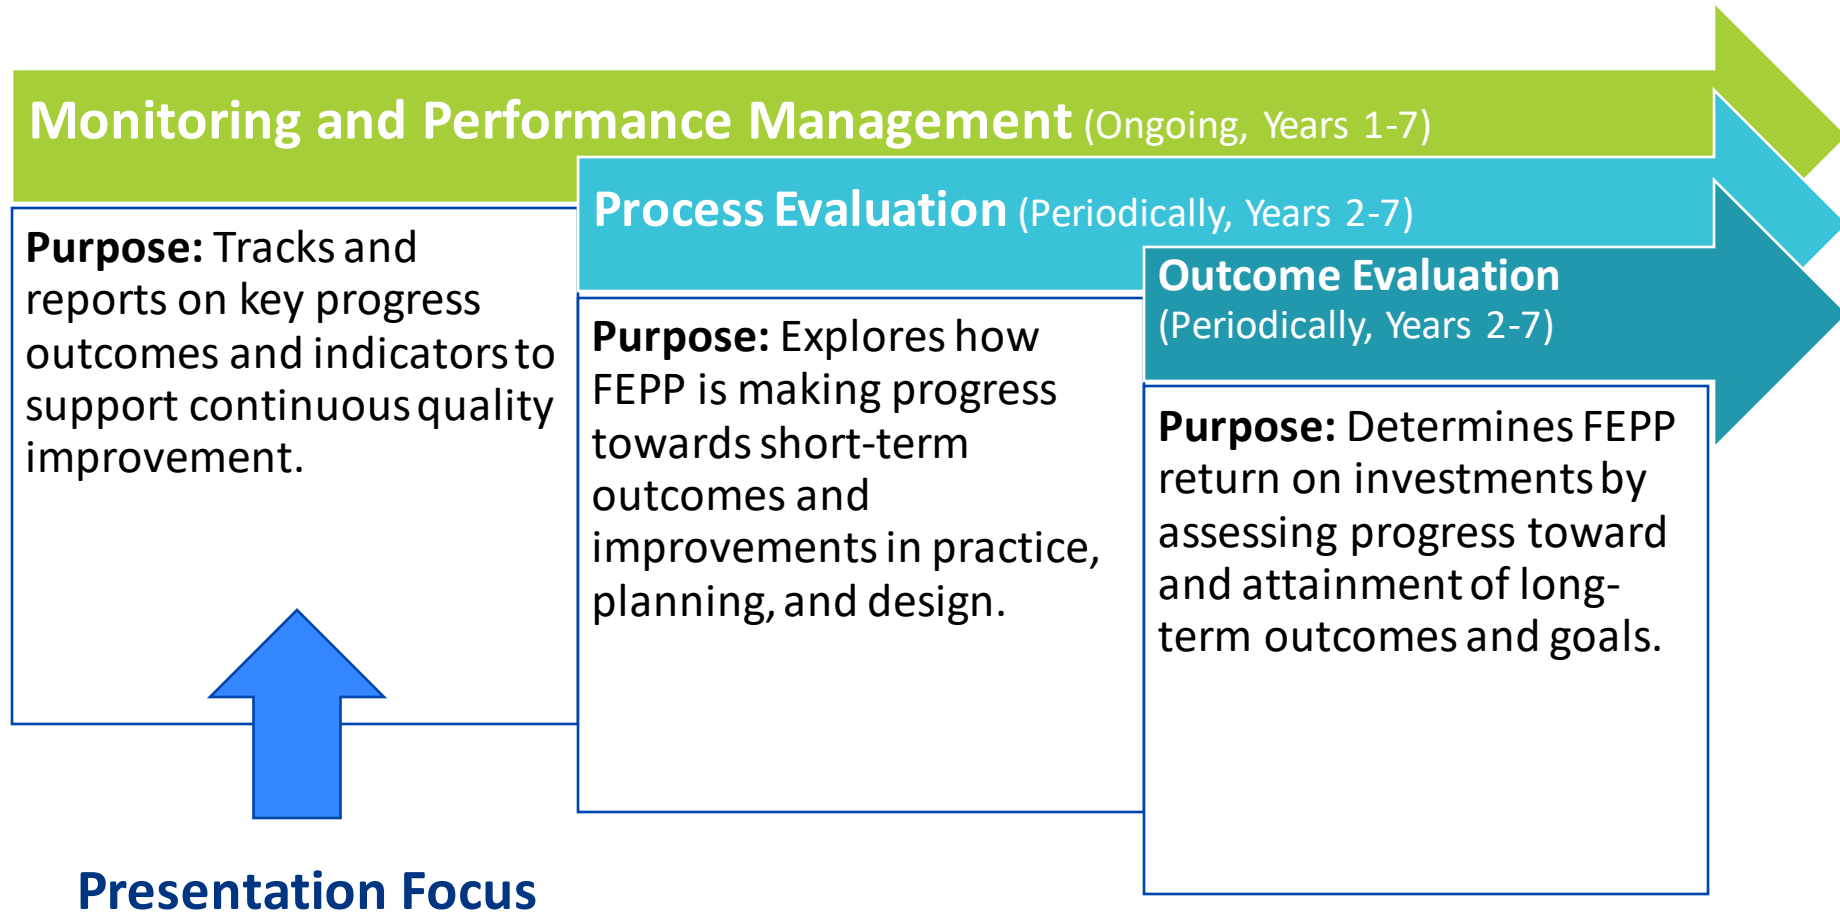 Monitoring and Performance Management (Ongoing, Years 1-7)
Purpose: Tracks and
reports on key progress
outcomes and indicators to
support continuous quality
improvement.
Process Evaluation (Periodically, Years 2-7)
Purpose: Explores how
FEPP is making progress
towards short-term
outcomes and
improvements in practice,
planning, and design.
Outcome Evaluation
(Periodically, Years 2-7)
Purpose: Determines FEPP
return on investments by
assessing progress toward
and attainment of long-
term outcomes and goals.
Presentation Focus